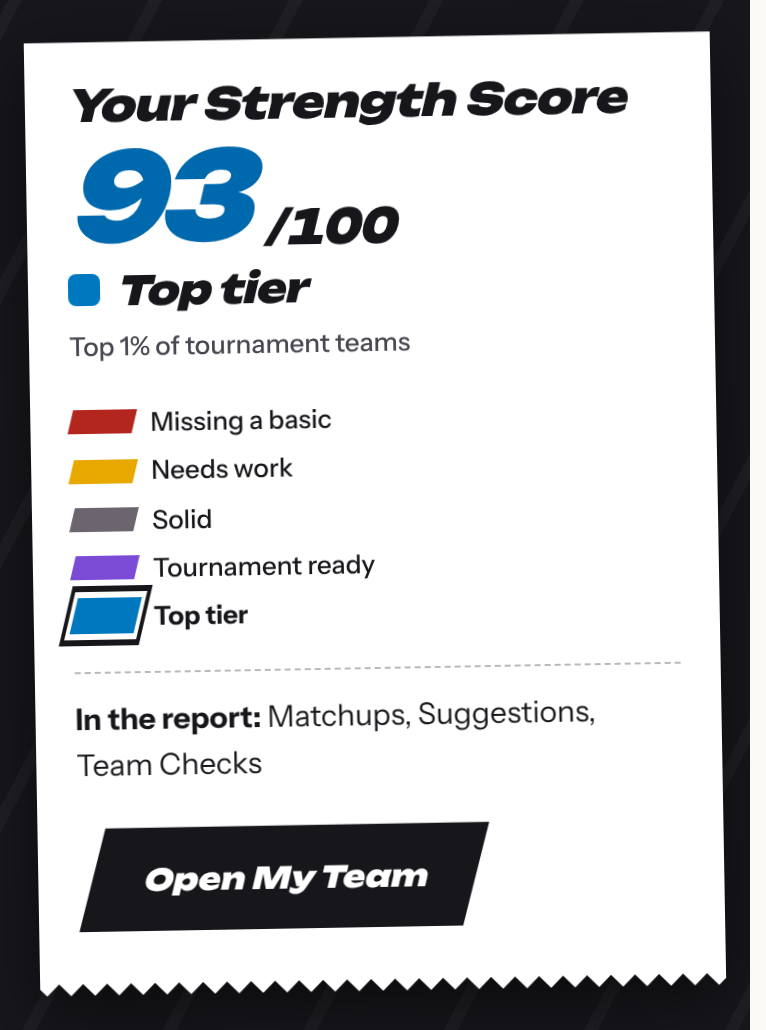 Your Strength Score
93 /100
Top tier
Top 1% of tournament teams
Missing a basic
Needs work
Solid
Tournament ready
Top tier
In the report: Matchups, Suggestions,
Team Checks
Open My Team